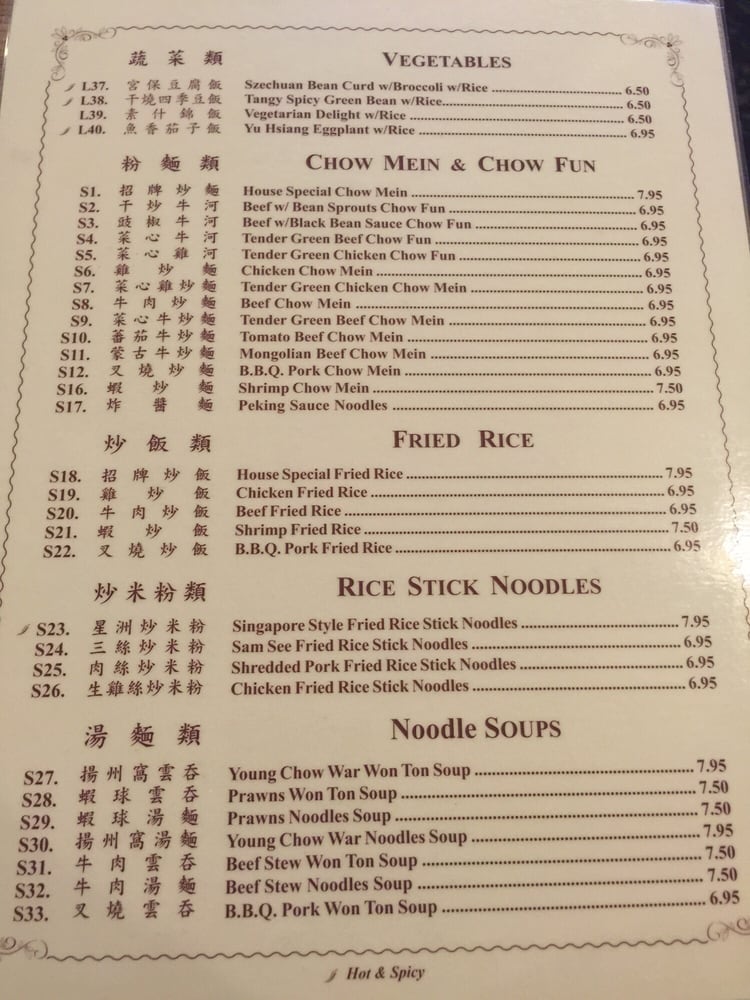 蔬菜類 VEGETABLES
L37. 宮保豆腐飯 Szechuan Bean Curd w/Broccoli w/Rice 6.50
L38. 干燒四季豆飯 Tangy Spicy Green Bean w/Rice 6.50
L39. 素什錦飯 Vegetarian Delight w/Rice 6.50
L40. 魚香茄子飯 Yu Hsiang Eggplant w/Rice 6.95
粉麵類 CHOW MEIN & CHOW FUN
S1. 招牌炒麵 House Special Chow Mein 7.95
S2. 干炒牛河 Beef w/ Bean Sprouts Chow Fun 6.95
S3. 豉椒牛河 Beef w/Black Bean Sauce Chow Fun 6.95
S4. 菜心牛河 Tender Green Beef Chow Fun 6.95
S5. 菜心雞河 Tender Green Chicken Chow Fun 6.95
S6. 雞炒麵 Chicken Chow Mein 6.95
S7. 菜心雞炒麵 Tender Green Chicken Chow Mein 6.95
S8. 牛肉炒麵 Beef Chow Mein 6.95
S9. 菜心牛炒麵 Tender Green Beef Chow Mein 6.95
S10. 蕃茄牛炒麵 Tomato Beef Chow Mein 6.95
S11. 蒙古牛炒麵 Mongolian Beef Chow Mein 6.95
S12. 叉燒炒麵 B.B.Q. Pork Chow Mein 6.95
S16. 蝦炒麵 Shrimp Chow Mein 7.50
S17. 炸醬麵 Peking Sauce Noodles 6.95
炒飯類 FRIED RICE
S18. 招牌炒飯 House Special Fried Rice 7.95
S19. 雞炒飯 Chicken Fried Rice 6.95
S20. 牛肉炒飯 Beef Fried Rice 6.95
S21. 蝦炒飯 Shrimp Fried Rice 7.50
S22. 叉燒炒飯 B.B.Q. Pork Fried Rice 6.95
炒米粉類 RICE STICK NOODLES
S23. 星洲炒米粉 Singapore Style Fried Rice Stick Noodles 7.95
S24. 三絲炒米粉 Sam See Fried Rice Stick Noodles 6.95
S25. 肉絲炒米粉 Shredded Pork Fried Rice Stick Noodles 6.95
S26. 生雞絲炒米粉 Chicken Fried Rice Stick Noodles 6.95
湯麵類 Noodle SOUPS
S27. 揚州窩雲吞 Young Chow War Won Ton Soup 7.95
S28. 蝦球雲吞 Prawns Won Ton Soup 7.50
S29. 蝦球湯麵 Prawns Noodles Soup 7.50
S30. 揚州窩湯麵 Young Chow War Noodles Soup 7.95
S31. 牛肉雲吞 Beef Stew Won Ton Soup 7.50
S32. 牛肉湯麵 Beef Stew Noodles Soup 7.50
S33. 叉燒雲吞 B.B.Q. Pork Won Ton Soup 6.95
Hot & Spicy